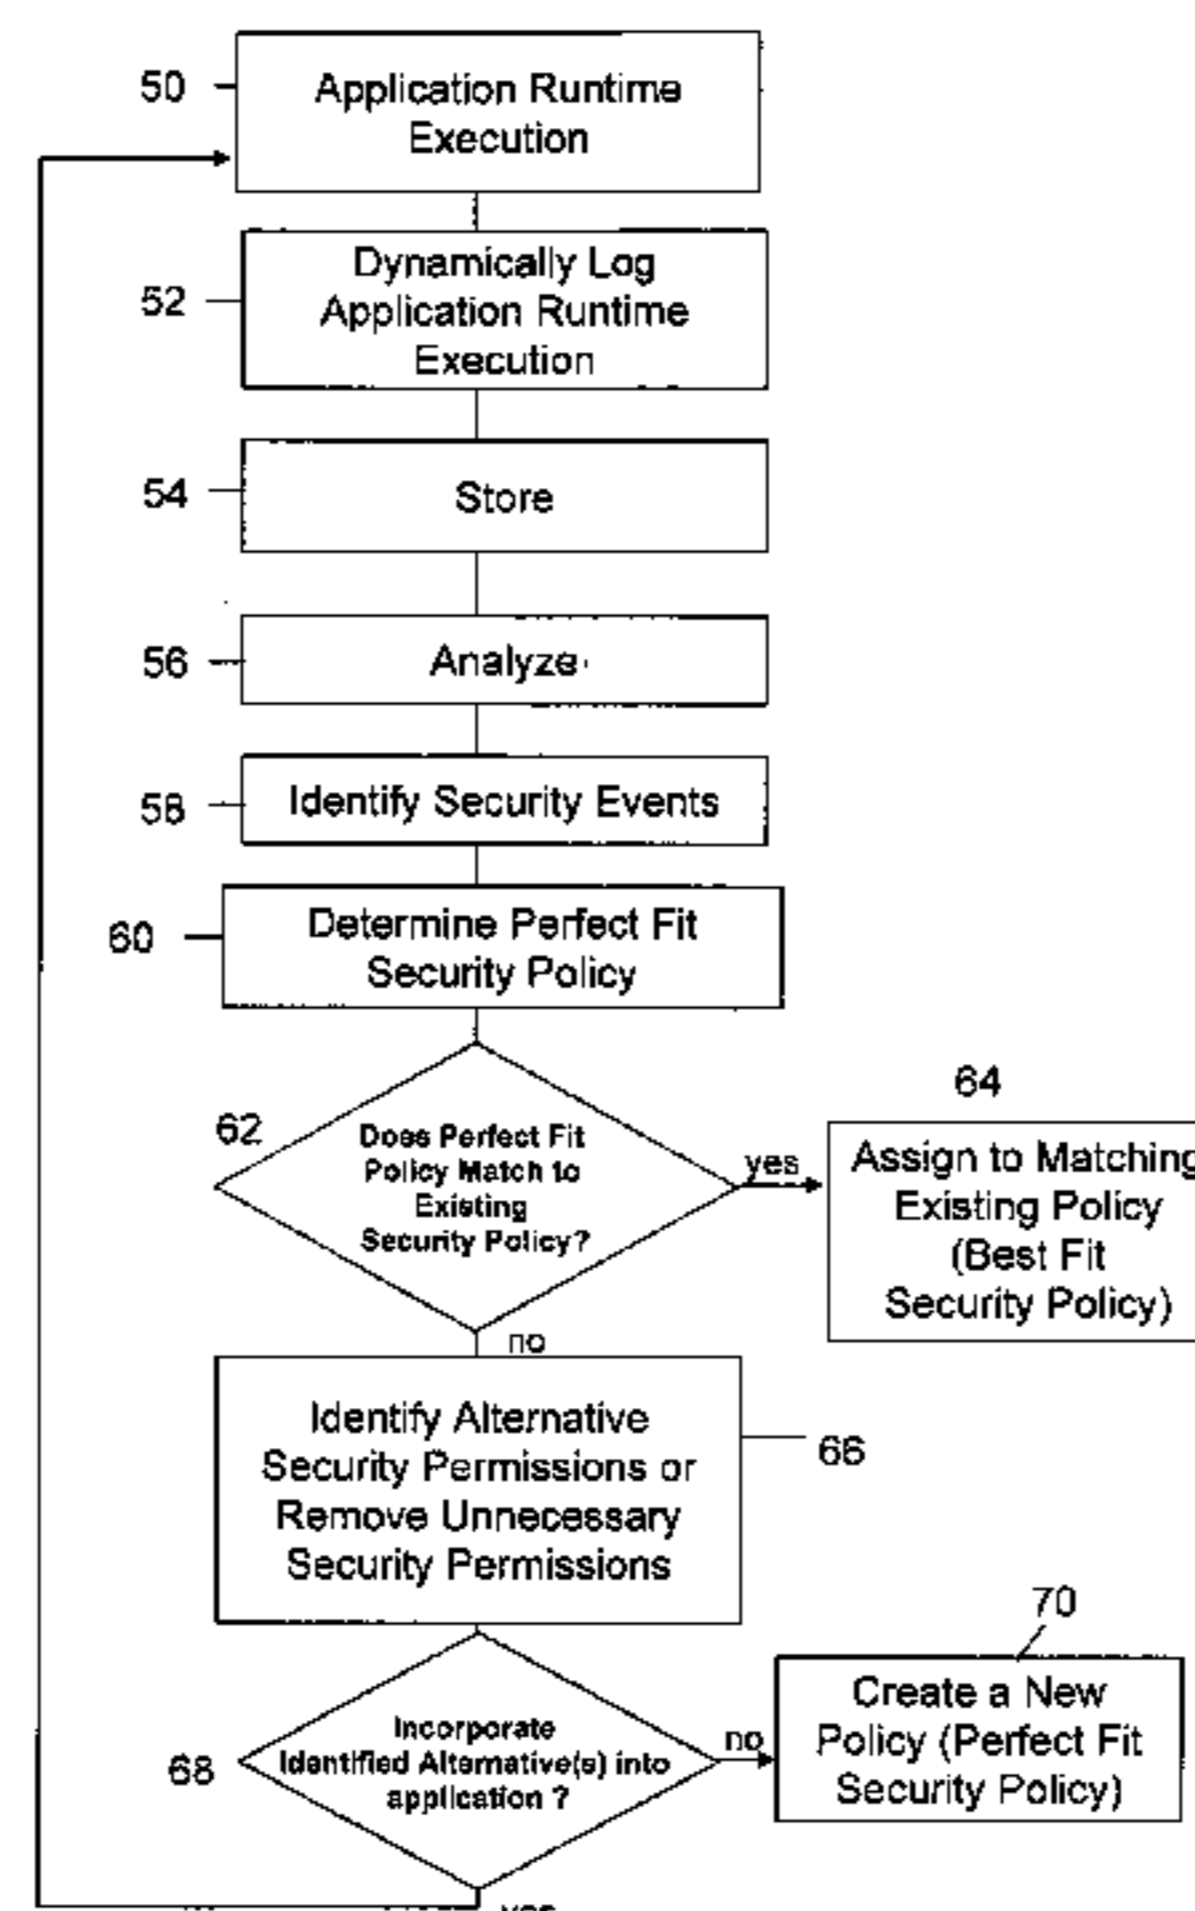 50
Application Runtime
Execution
52
Dynamically Log
Application Runtime
Execution
54
Store
56
Analyze
58
Identify Security Events
60
Determine Perfect Fit
Security Policy
62
Does Perfect Fit
Policy Match to
Existing
Security Policy?
yes
64
Assign to Matching
Existing Policy
(Best Fit
Security Policy)
no
Identify Alternative
Security Permissions or
Remove Unnecessary
Security Permissions
66
68
Incorporate
Identified Alternative(s) into
application ?
no
70
Create a New
Policy (Perfect Fit
Security Policy)
yes